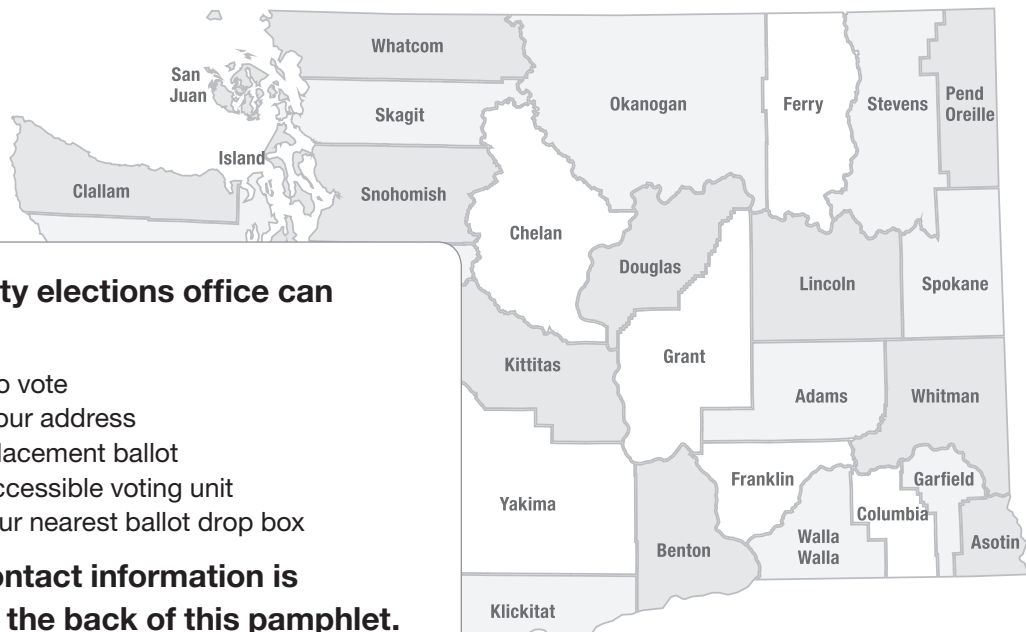 Whatcom
San
Juan
Skagit
Island
Clallam
Snohomish
Okanogan
Ferry
Stevens
Pend
Oreille
Chelan
Douglas
Lincoln
Spokane
Kittitas
Grant
Adams
Whitman
Yakima
Franklin
Garfield
Columbia
Walla
Walla
Benton
Asotin
Klickitat
ty elections office can
o vote
our address
lacement ballot
ccessible voting unit
ur nearest ballot drop box
ontact information is
the back of this pamphlet.